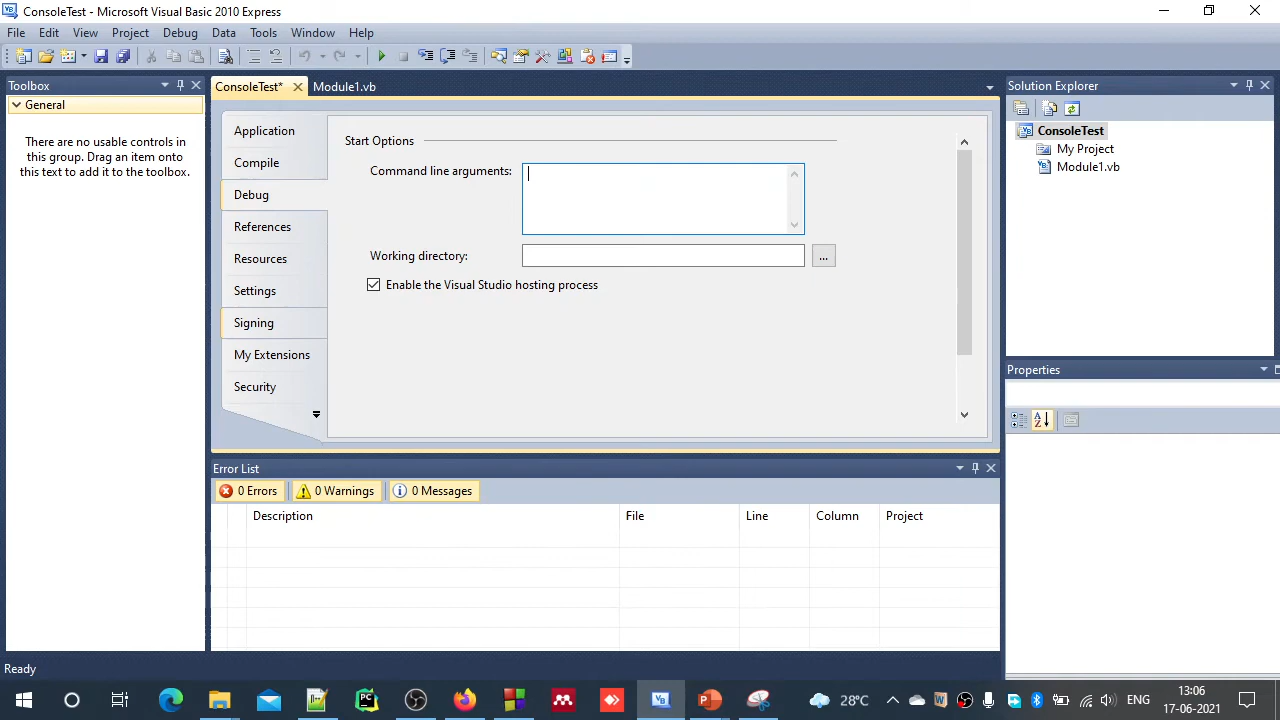 ConsoleTest - Microsoft Visual Basic 2010 Express
File Edit View Project Debug Data Tools Window Help
Toolbox
General
There are no usable controls in
this group. Drag an item onto
this text to add it to the toolbox.
ConsoleTest* Module1.vb
Application
Compile
Debug
References
Resources
Settings
Signing
My Extensions
Security
Start Options
Command line arguments:
Working directory:
...
Enable the Visual Studio hosting process
Solution Explorer
ConsoleTest
My Project
Module1.vb
Properties
Error List
0 Errors 0 Warnings 0 Messages
Description File Line Column Project
Ready
28°C ENG 13:06
17-06-2021